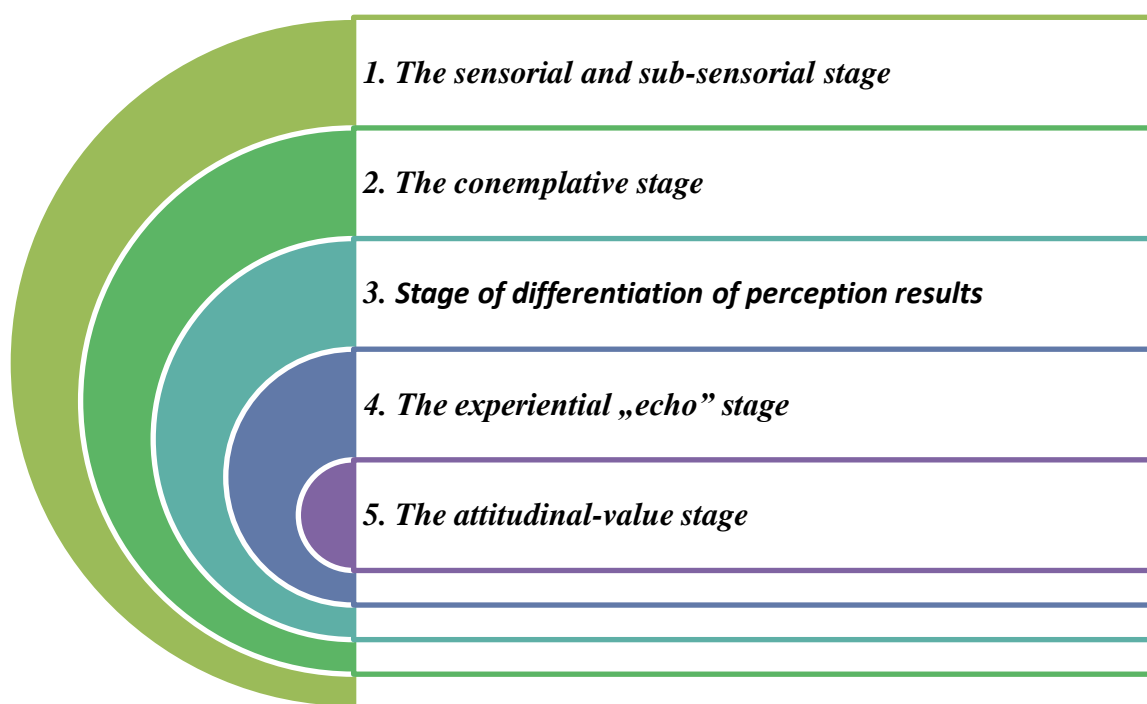 1. The sensorial and sub-sensorial stage
2. The conemplative stage
3. Stage of differentiation of perception results
4. The experiential „echo” stage
5. The attitudinal-value stage